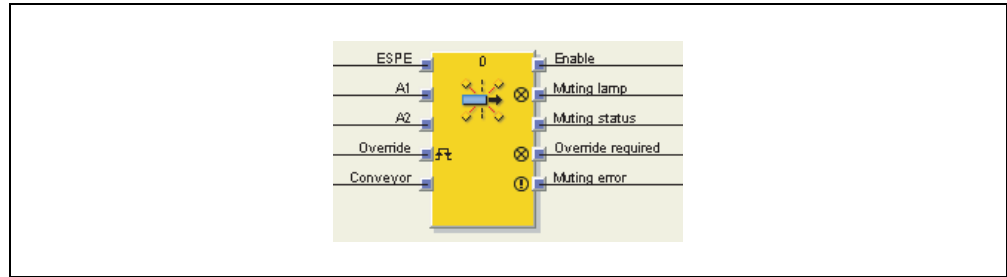 ESPE 0 Enable
A1 Muting lamp
A2 Muting status
Override Override required
Conveyor Muting error